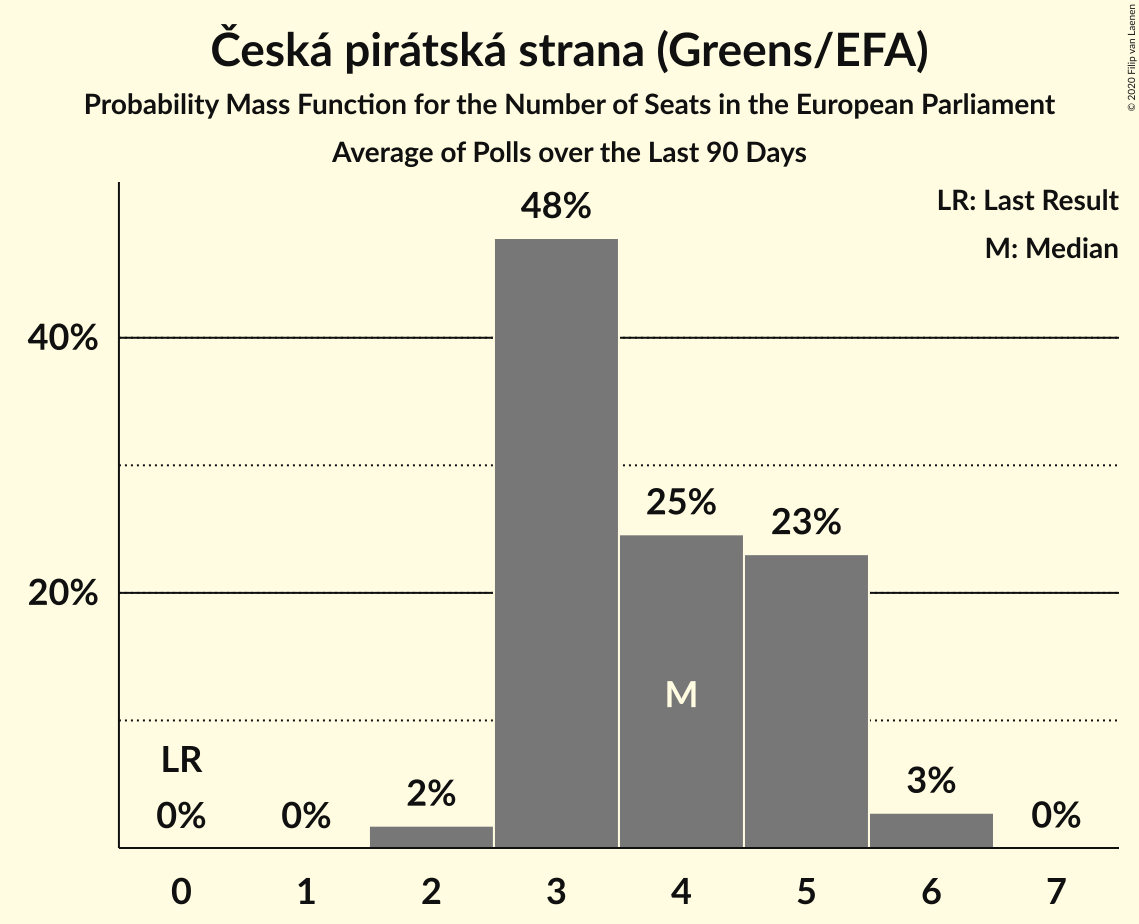 Česká pirátská strana (Greens/EFA)
Probability Mass Function for the Number of Seats in the European Parliament
Average of Polls over the Last 90 Days
© 2020 Filip van Laenen
LR: Last Result
M: Median
48%
40%
25%
23%
20%
M
LR
0%
0%
2%
3%
0%
0 1 2 3 4 5 6 7